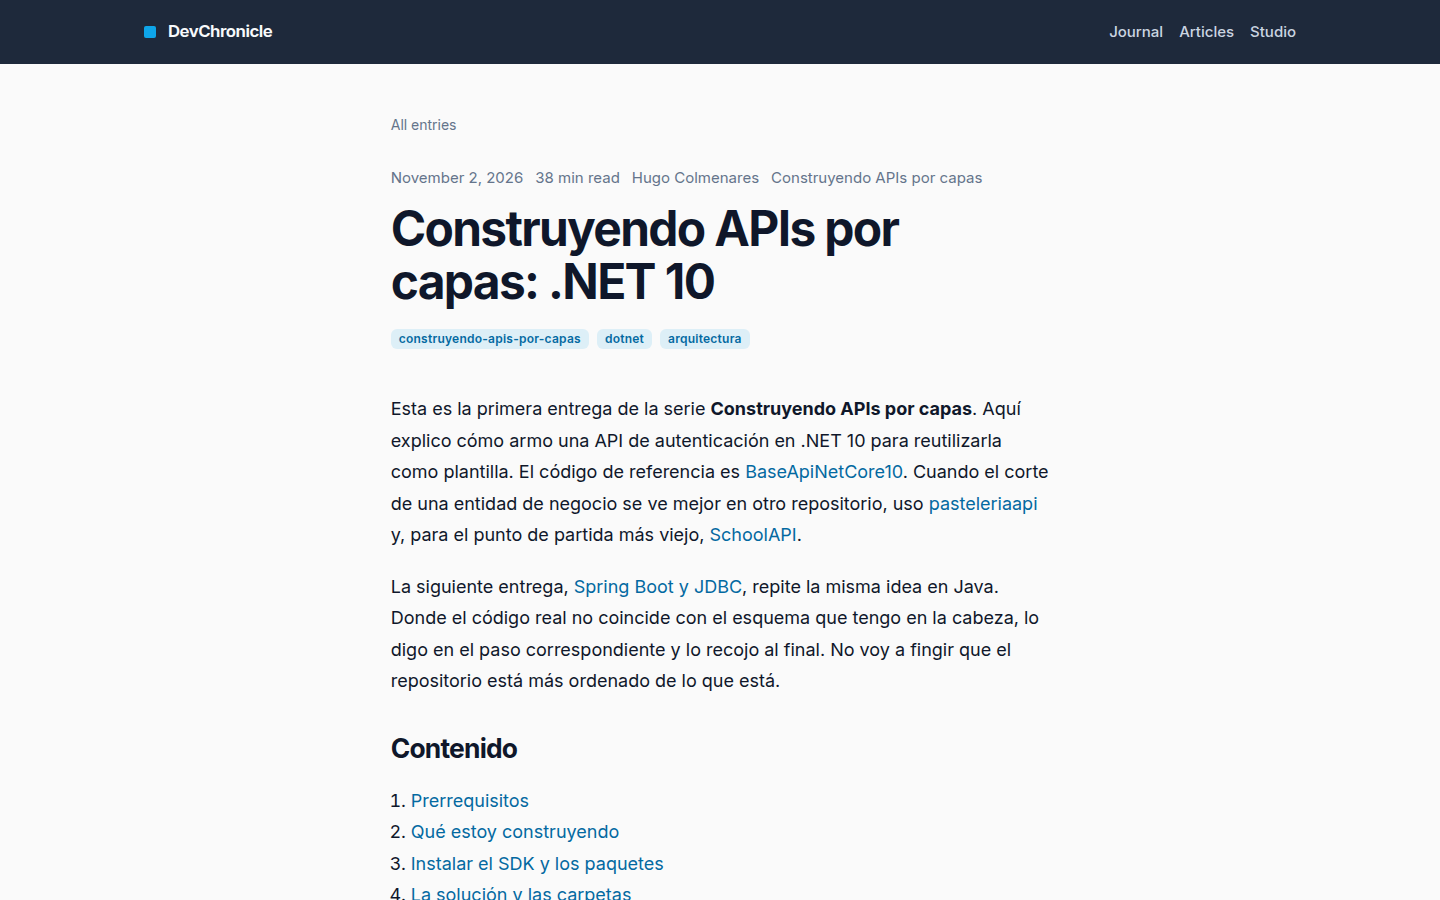 DevChronicle
Journal Articles Studio
All entries
November 2, 2026 38 min read Hugo Colmenares Construyendo APIs por capas
Construyendo APIs por
capas: .NET 10
construyendo-apis-por-capas dotnet arquitectura
Esta es la primera entrega de la serie Construyendo APIs por capas. Aquí
explico cómo armo una API de autenticación en .NET 10 para reutilizarla
como plantilla. El código de referencia es BaseApiNetCore10. Cuando el corte
de una entidad de negocio se ve mejor en otro repositorio, uso pasteleriaapi
y, para el punto de partida más viejo, SchoolAPI.
La siguiente entrega, Spring Boot y JDBC, repite la misma idea en Java.
Donde el código real no coincide con el esquema que tengo en la cabeza, lo
digo en el paso correspondiente y lo recojo al final. No voy a fingir que el
repositorio está más ordenado de lo que está.
Contenido
1. Prerrequisitos
2. Qué estoy construyendo
3. Instalar el SDK y los paquetes
4. La solución y las carpetas